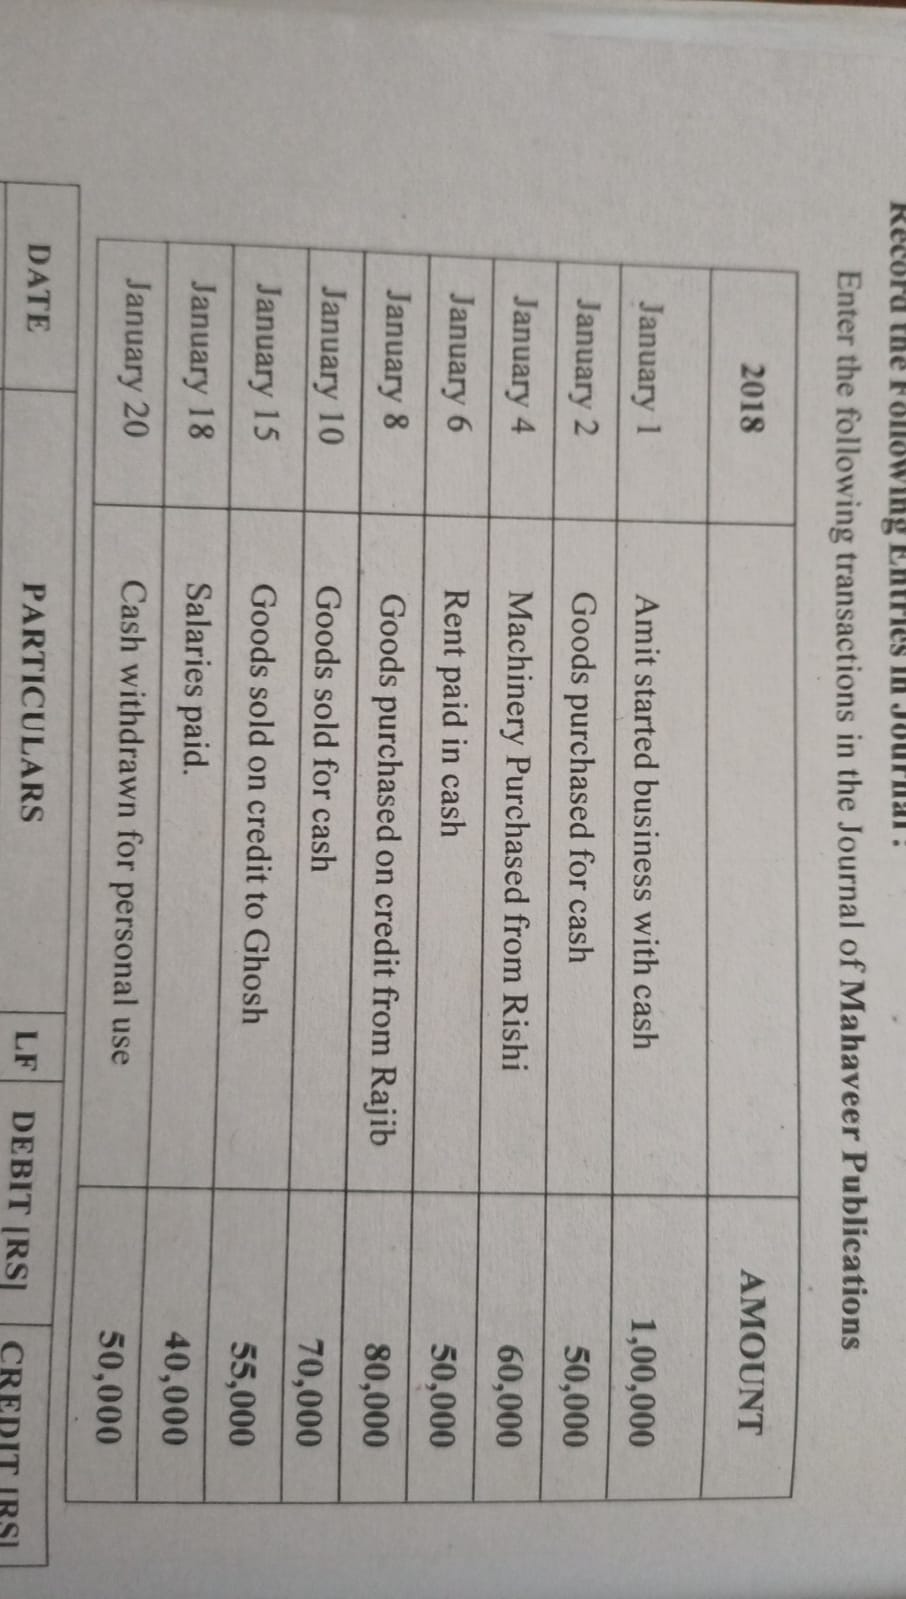 Record the Following Entries in Journal:
Enter the following transactions in the Journal of Mahaveer Publications
2018 AMOUNT
January 1 Amit started business with cash 1,00,000
January 2 Goods purchased for cash 50,000
January 4 Machinery Purchased from Rishi 60,000
January 6 Rent paid in cash 50,000
January 8 Goods purchased on credit from Rajib 80,000
January 10 Goods sold for cash 70,000
January 15 Goods sold on credit to Ghosh 55,000
January 18 Salaries paid. 40,000
January 20 Cash withdrawn for personal use 50,000
DATE PARTICULARS LF DEBIT [RS] CREDIT [RS]